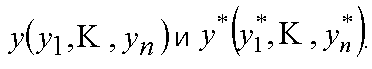 y(y₁,K , yₙ) и y*(y₁*,K , yₙ*).